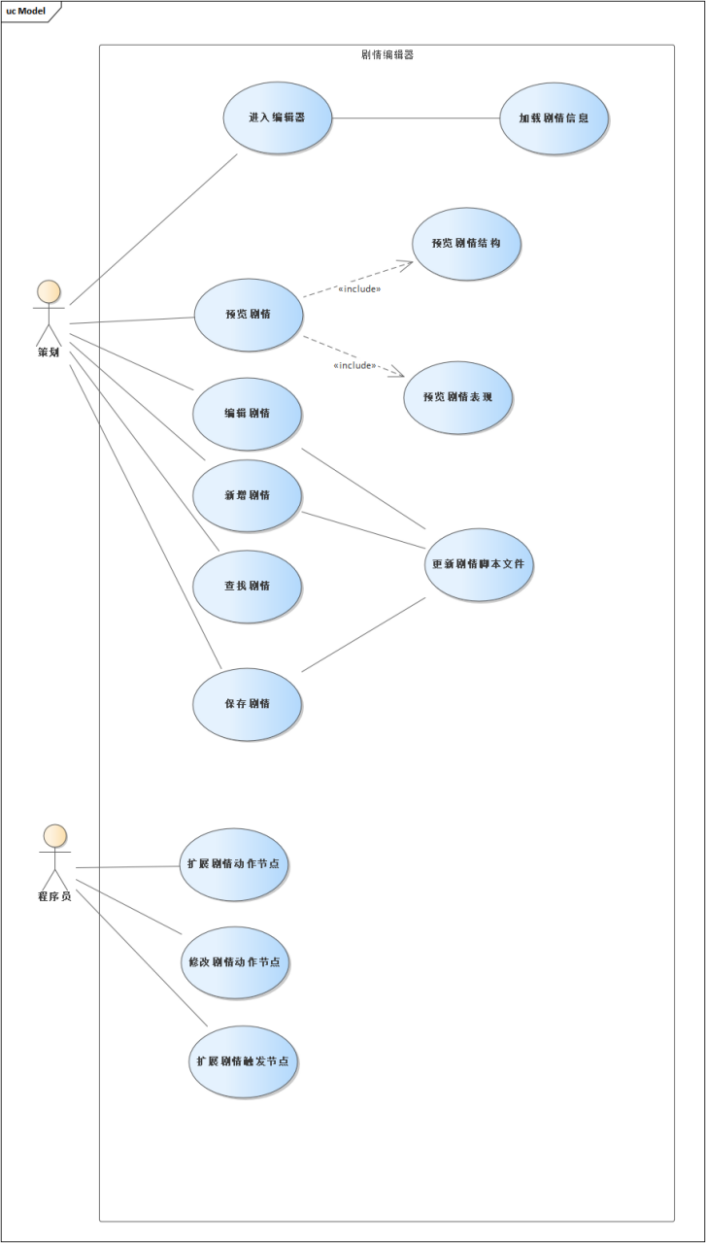 uc Model
剧情编辑器
进入编辑器
加载剧情信息
预览剧情结构
«include»
预览剧情
策划
«include»
预览剧情表现
编辑剧情
新增剧情
更新剧情脚本文件
查找剧情
保存剧情
扩展剧情动作节点
程序员
修改剧情动作节点
扩展剧情触发节点